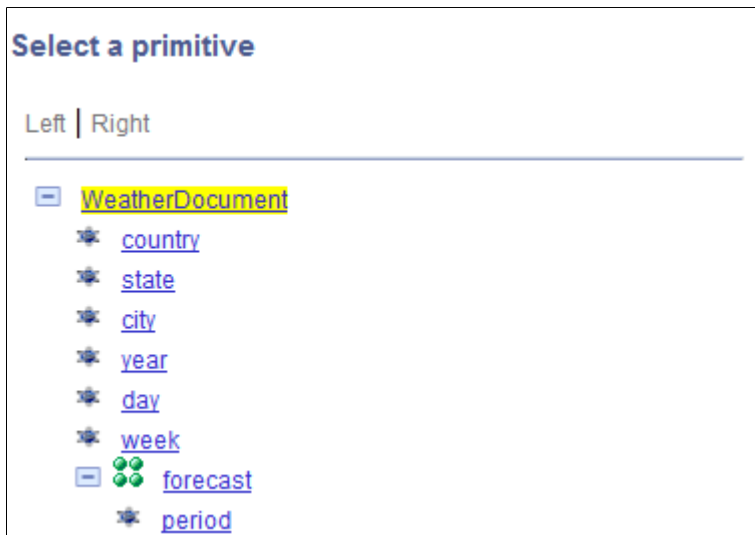 Select a primitive
Left | Right
WeatherDocument
country
state
city
year
day
week
forecast
period